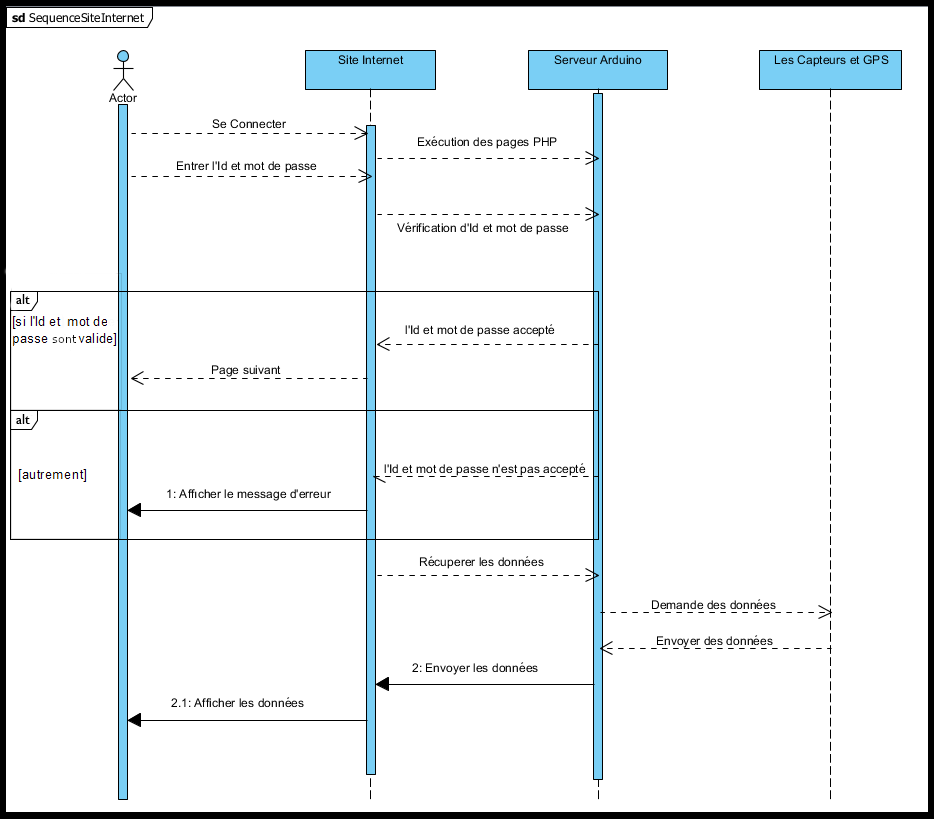 sd SequenceSiteInternet
Site Internet
Serveur Arduino
Les Capteurs et GPS
Actor
Se Connecter
Exécution des pages PHP
Entrer l'Id et mot de passe
Vérification d'Id et mot de passe
alt
[si l'Id et mot de
passe sont valide]
l'Id et mot de passe accepté
Page suivant
alt
[autrement]
l'Id et mot de passe n'est pas accepté
1: Afficher le message d'erreur
Récuperer les données
Demande des données
Envoyer des données
2: Envoyer les données
2.1: Afficher les données